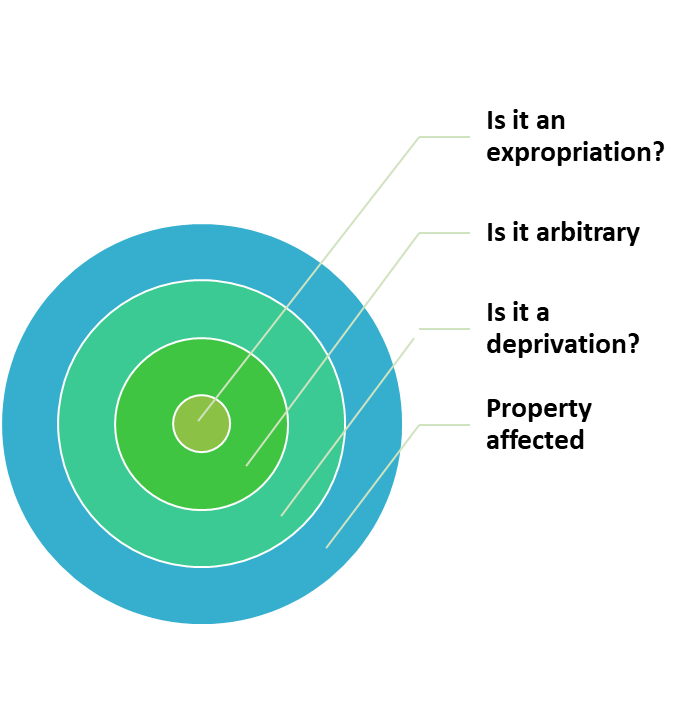 Is it an
expropriation?
Is it arbitrary
Is it a
deprivation?
Property
affected